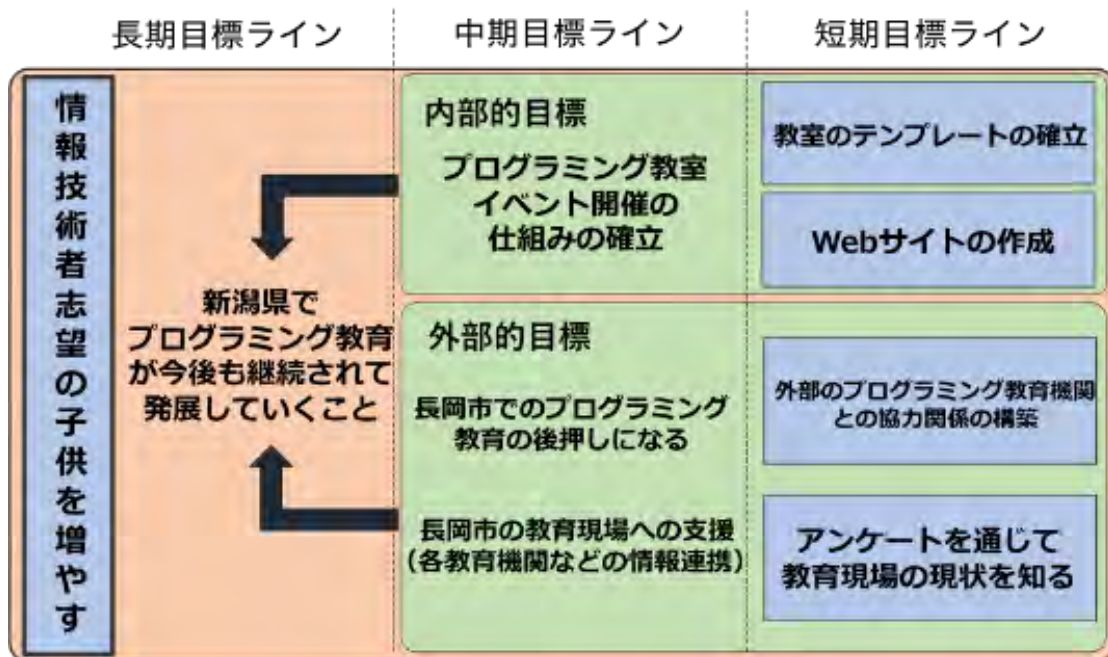 長期目標ライン
中期目標ライン
短期目標ライン
情報技術者志望の子供を増やす
新潟県で
プログラミング教育
が今後も継続されて
発展していくこと
内部的目標
プログラミング教室
イベント開催の
仕組みの確立
外部的目標
長岡市でのプログラミング
教育の後押しになる
長岡市の教育現場への支援
(各教育機関などの情報連携)
教室のテンプレートの確立
Webサイトの作成
外部のプログラミング教育機関
との協力関係の構築
アンケートを通じて
教育現場の現状を知る